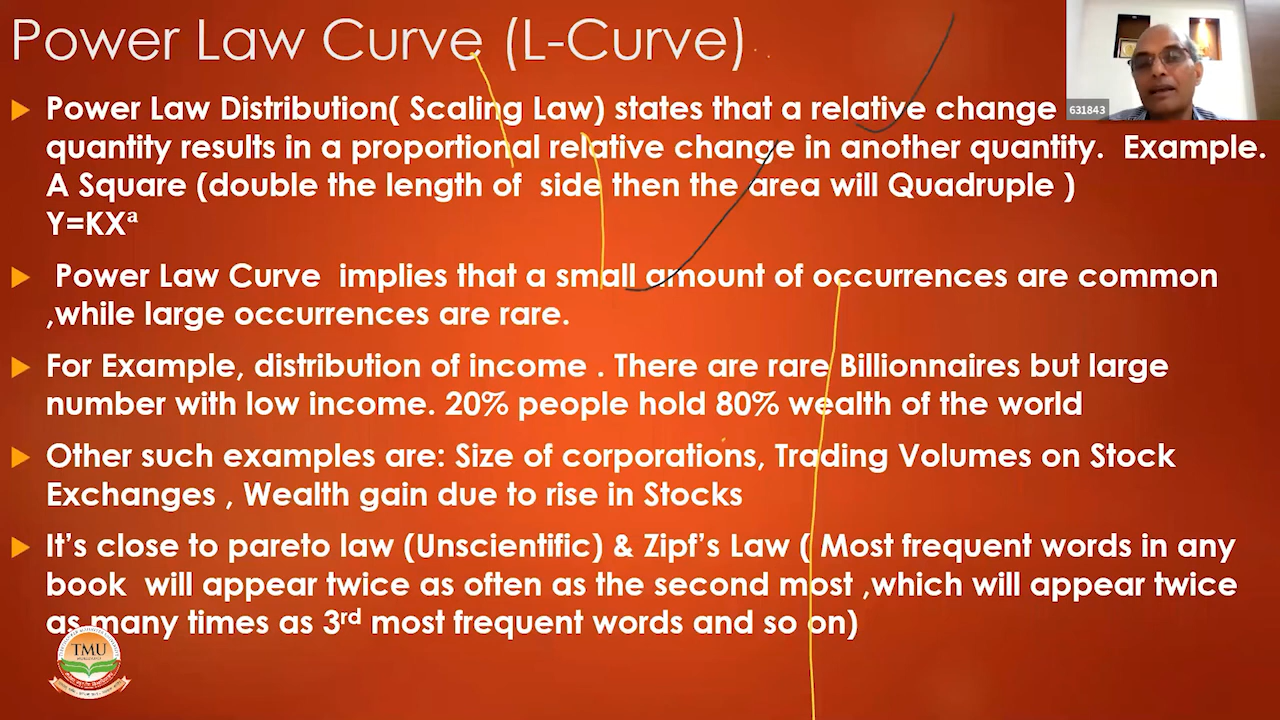 Power Law Curve (L-Curve)
Power Law Distribution( Scaling Law) states that a relative change
quantity results in a proportional relative change in another quantity. Example.
A Square (double the length of side then the area will Quadruple )
Y=KXᵃ
Power Law Curve implies that a small amount of occurrences are common
,while large occurrences are rare.
For Example, distribution of income . There are rare Billionnaires but large
number with low income. 20% people hold 80% wealth of the world
Other such examples are: Size of corporations, Trading Volumes on Stock
Exchanges , Wealth gain due to rise in Stocks
It's close to pareto law (Unscientific) & Zipf's Law ( Most frequent words in any
book will appear twice as often as the second most ,which will appear twice
as many times as 3rd most frequent words and so on)
631843
TMU